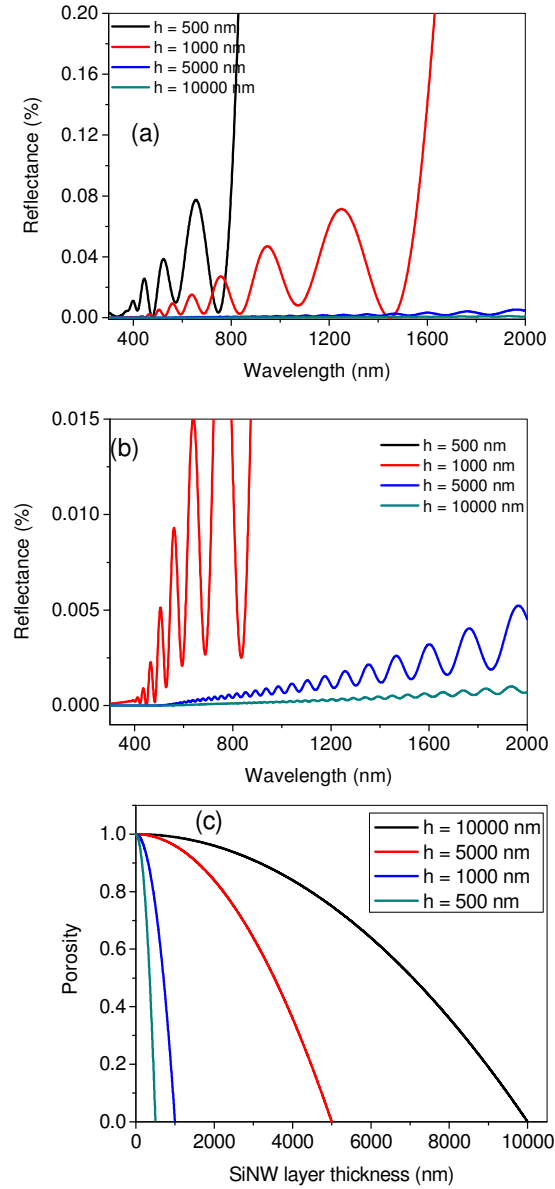 0.20
h = 500 nm
h = 1000 nm
h = 5000 nm
h = 10000 nm
0.16
(a)
0.12
0.08
0.04
0.00
Reflectance (%)
400 800 1200 1600 2000
Wavelength (nm)
0.015
(b)
h = 500 nm
h = 1000 nm
h = 5000 nm
h = 10000 nm
0.010
0.005
0.000
Reflectance (%)
400 800 1200 1600 2000
Wavelength (nm)
(c)
h = 10000 nm
h = 5000 nm
h = 1000 nm
h = 500 nm
1.0
0.8
0.6
0.4
0.2
0.0
Porosity
0 2000 4000 6000 8000 10000
SiNW layer thickness (nm)